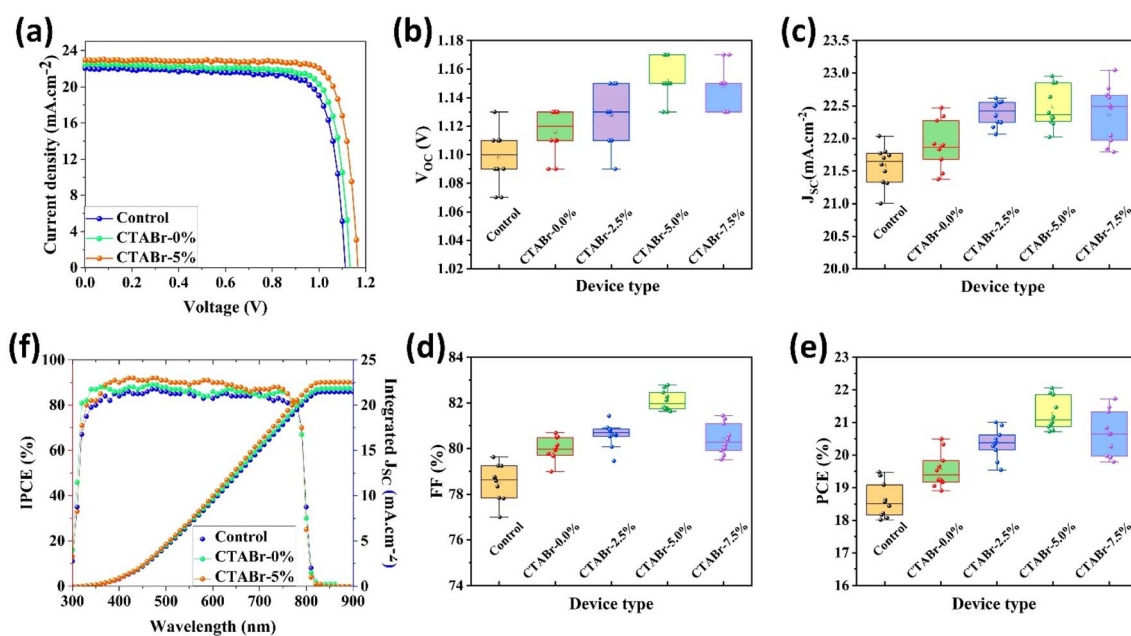 (a)
Current density (mA.cm⁻²)
24
20
16
12
8
4
0
0.0 0.2 0.4 0.6 0.8 1.0 1.2
Voltage (V)
Control
CTABr-0%
CTABr-5%
(b)
V_OC (V)
1.18
1.16
1.14
1.12
1.10
1.08
1.06
1.04
1.02
Control
CTABr-0.0%
CTABr-2.5%
CTABr-5.0%
CTABr-7.5%
Device type
(c)
J_SC(mA.cm⁻²)
23.5
23.0
22.5
22.0
21.5
21.0
20.5
20.0
Control
CTABr-0.0%
CTABr-2.5%
CTABr-5.0%
CTABr-7.5%
Device type
(f)
IPCE (%)
100
80
60
40
20
0
300 400 500 600 700 800 900
Wavelength (nm)
Control
CTABr-0%
CTABr-5%
25
22
20
18
15
12
10
8
5
2
0
Integrated J_SC (mA.cm⁻²)
(d)
FF (%)
84
82
80
78
76
74
Control
CTABr-0.0%
CTABr-2.5%
CTABr-5.0%
CTABr-7.5%
Device type
(e)
PCE (%)
23
22
21
20
19
18
17
16
Control
CTABr-0.0%
CTABr-2.5%
CTABr-5.0%
CTABr-7.5%
Device type